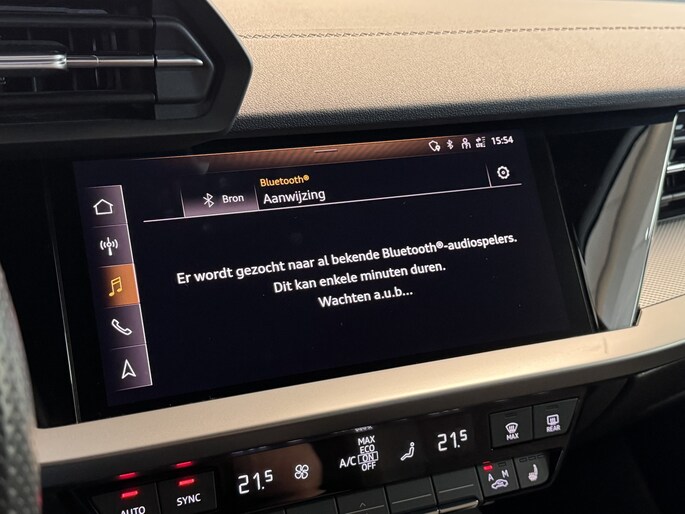 15:54
Bluetooth®
Bron
Aanwijzing
Er wordt gezocht naar al bekende Bluetooth®-audiospelers.
Dit kan enkele minuten duren.
Wachten a.u.b...
MAX
REAR
MAX
ECO
A/C ON
OFF
21.5
21.5
A M
AUTO
SYNC